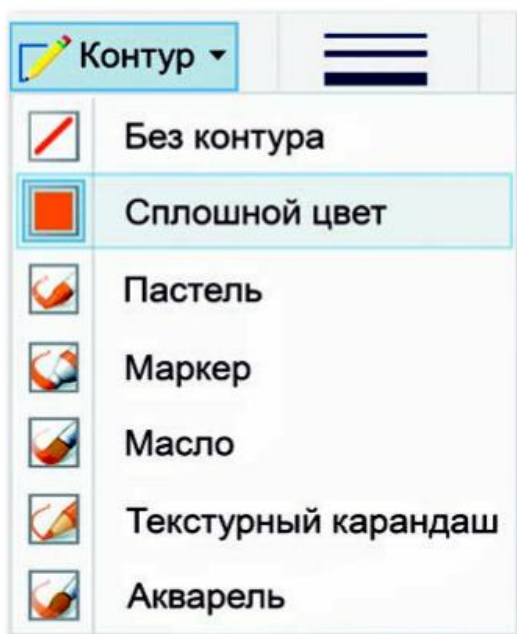 Контур
Без контура
Сплошной цвет
Пастель
Маркер
Масло
Текстурный карандаш
Акварель